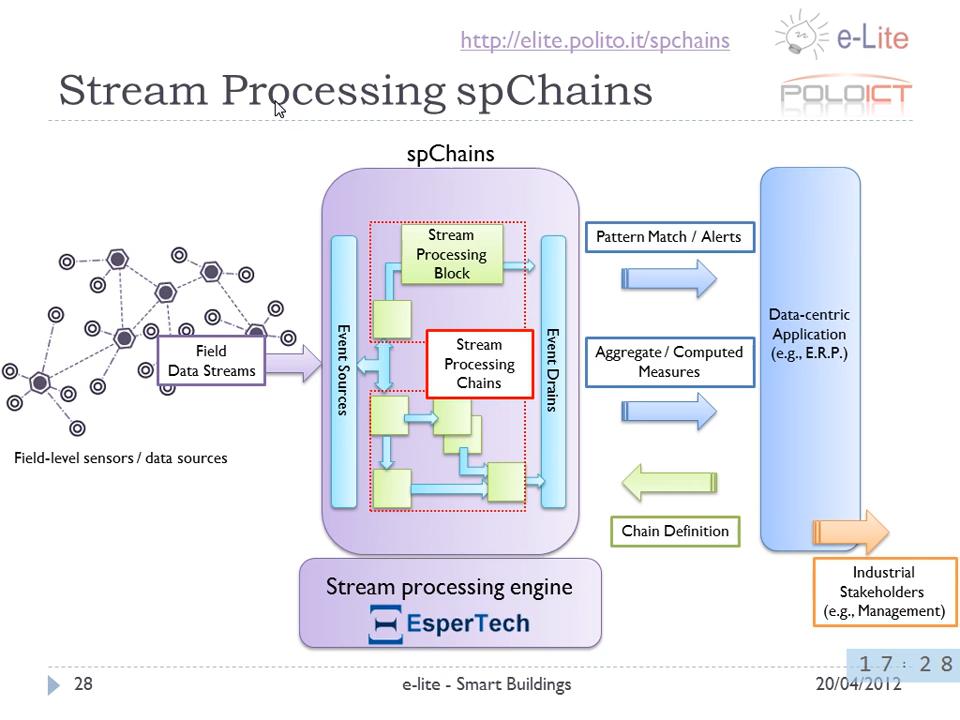 http://elite.polito.it/spchains
e-Lite
Stream Processing spChains
POLOICT
spChains
Stream
Processing
Block
Pattern Match / Alerts
Event Sources
Event Drains
Data-centric
Application
(e.g., E.R.P.)
Field
Data Streams
Stream
Processing
Chains
Aggregate / Computed
Measures
Field-level sensors / data sources
Chain Definition
Industrial
Stakeholders
(e.g., Management)
Stream processing engine
EsperTech
17:28
28
e-lite - Smart Buildings
20/04/2012